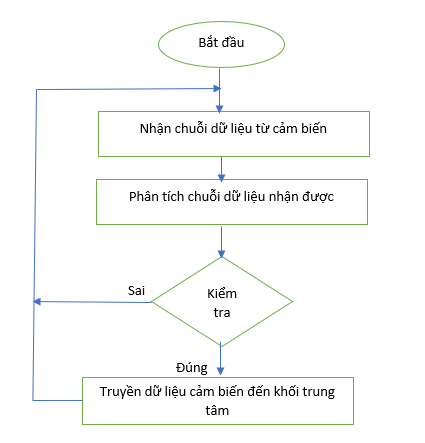 Bắt đầu
Nhận chuỗi dữ liệu từ cảm biến
Phân tích chuỗi dữ liệu nhận được
Sai
Kiểm
tra
Đúng
Truyền dữ liệu cảm biến đến khối trung
tâm